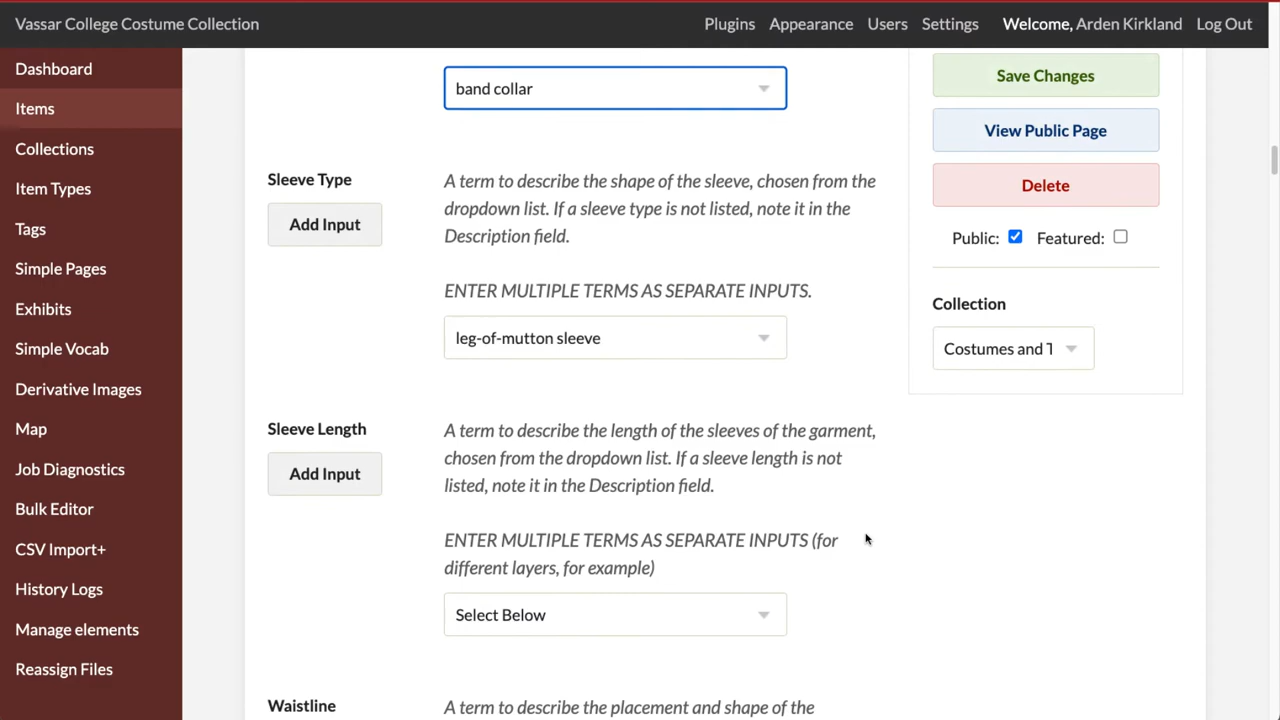 Vassar College Costume Collection
Plugins Appearance Users Settings Welcome, Arden Kirkland Log Out
Dashboard
Items
Collections
Item Types
Tags
Simple Pages
Exhibits
Simple Vocab
Derivative Images
Map
Job Diagnostics
Bulk Editor
CSV Import+
History Logs
Manage elements
Reassign Files
band collar
Sleeve Type
Add Input
A term to describe the shape of the sleeve, chosen from the
dropdown list. If a sleeve type is not listed, note it in the
Description field.
ENTER MULTIPLE TERMS AS SEPARATE INPUTS.
leg-of-mutton sleeve
Sleeve Length
Add Input
A term to describe the length of the sleeves of the garment,
chosen from the dropdown list. If a sleeve length is not
listed, note it in the Description field.
ENTER MULTIPLE TERMS AS SEPARATE INPUTS (for
different layers, for example)
Select Below
Waistline
A term to describe the placement and shape of the
Save Changes
View Public Page
Delete
Public: Featured:
Collection
Costumes and T